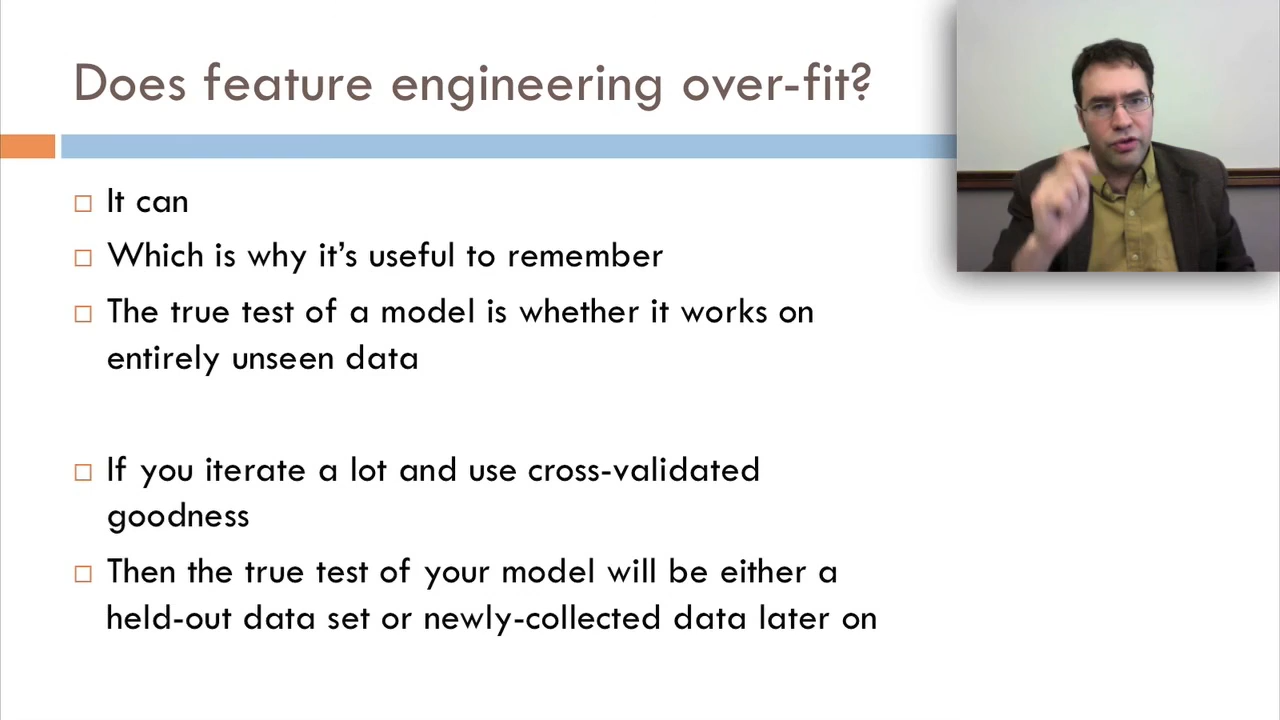 Does feature engineering over-fit?
It can
Which is why it’s useful to remember
The true test of a model is whether it works on
entirely unseen data
If you iterate a lot and use cross-validated
goodness
Then the true test of your model will be either a
held-out data set or newly-collected data later on